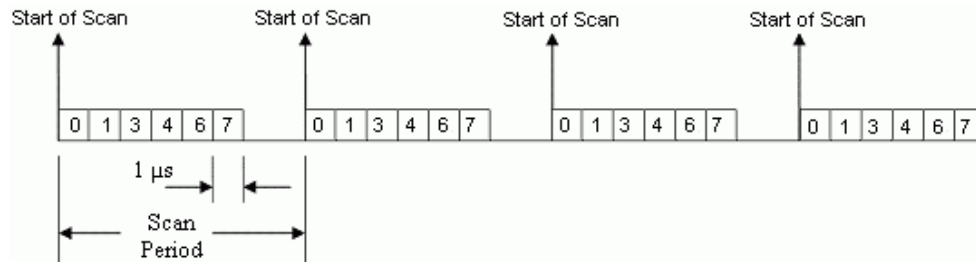 Start of Scan Start of Scan Start of Scan Start of Scan
0 1 3 4 6 7 0 1 3 4 6 7 0 1 3 4 6 7 0 1 3 4 6 7
1 µs
Scan
Period